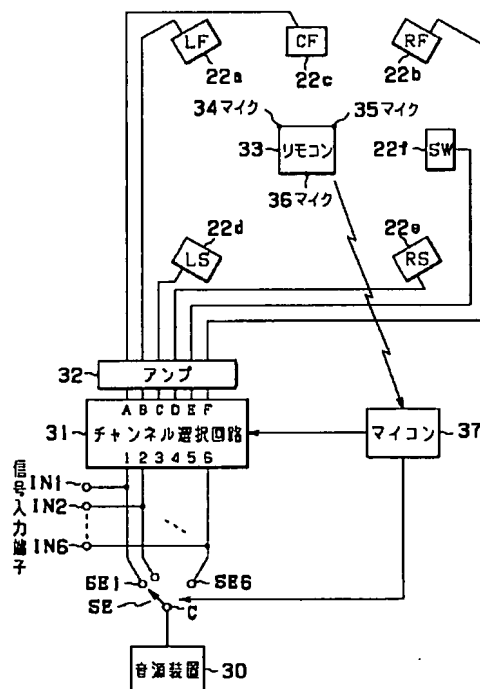 LF
CF
RF
22a
22c
22b
34マイク
35マイク
33
リモコン
22f
SW
36マイク
22d
22e
LS
RS
32
アンプ
A B C D E F
31
チャンネル選択回路
1 2 3 4 5 6
マイコン
37
信号入力端子
IN1
IN2
IN6
SE1
SE6
SE
C
音源装置
30